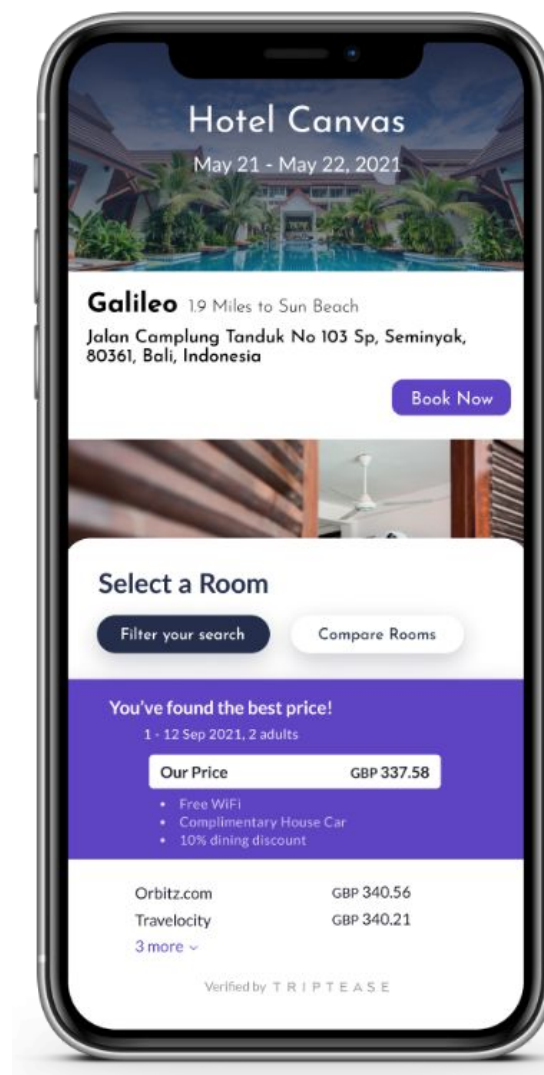 Hotel Canvas
May 21 - May 22, 2021
Galileo 1.9 Miles to Sun Beach
Jalan Camplung Tanduk No 103 Sp, Seminyak,
80361, Bali, Indonesia
Book Now
Select a Room
Filter your search Compare Rooms
You've found the best price!
1 - 12 Sep 2021, 2 adults
Our Price GBP 337.58
• Free WiFi
• Complimentary House Car
• 10% dining discount
Orbitz.com GBP 340.56
Travelocity GBP 340.21
3 more
Verified by TRIPTEASE